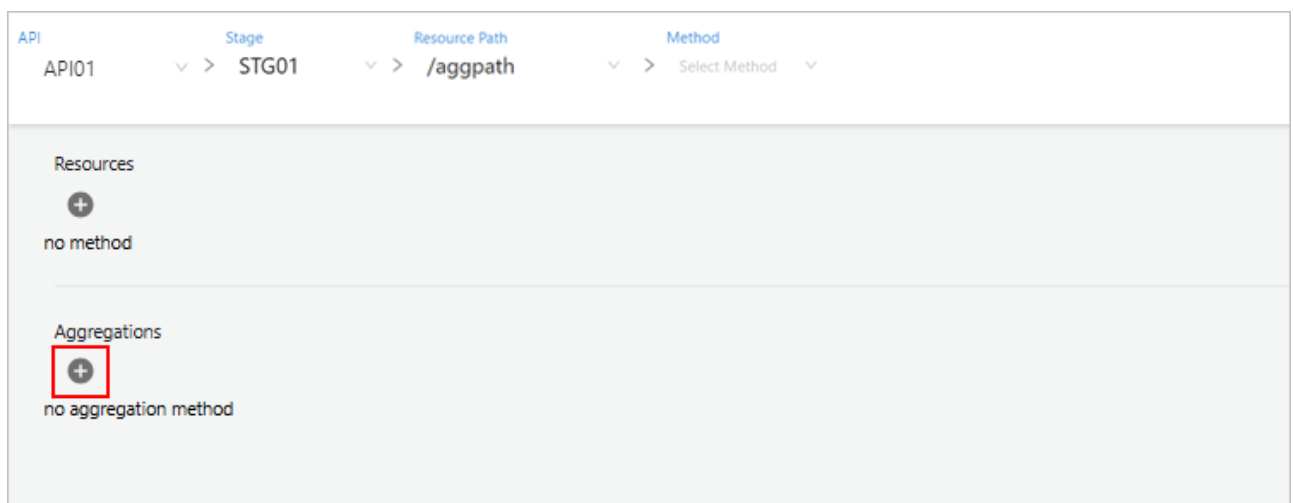 API Stage Resource Path Method
API01 > STG01 > /aggpath > Select Method
Resources
no method
Aggregations
no aggregation method